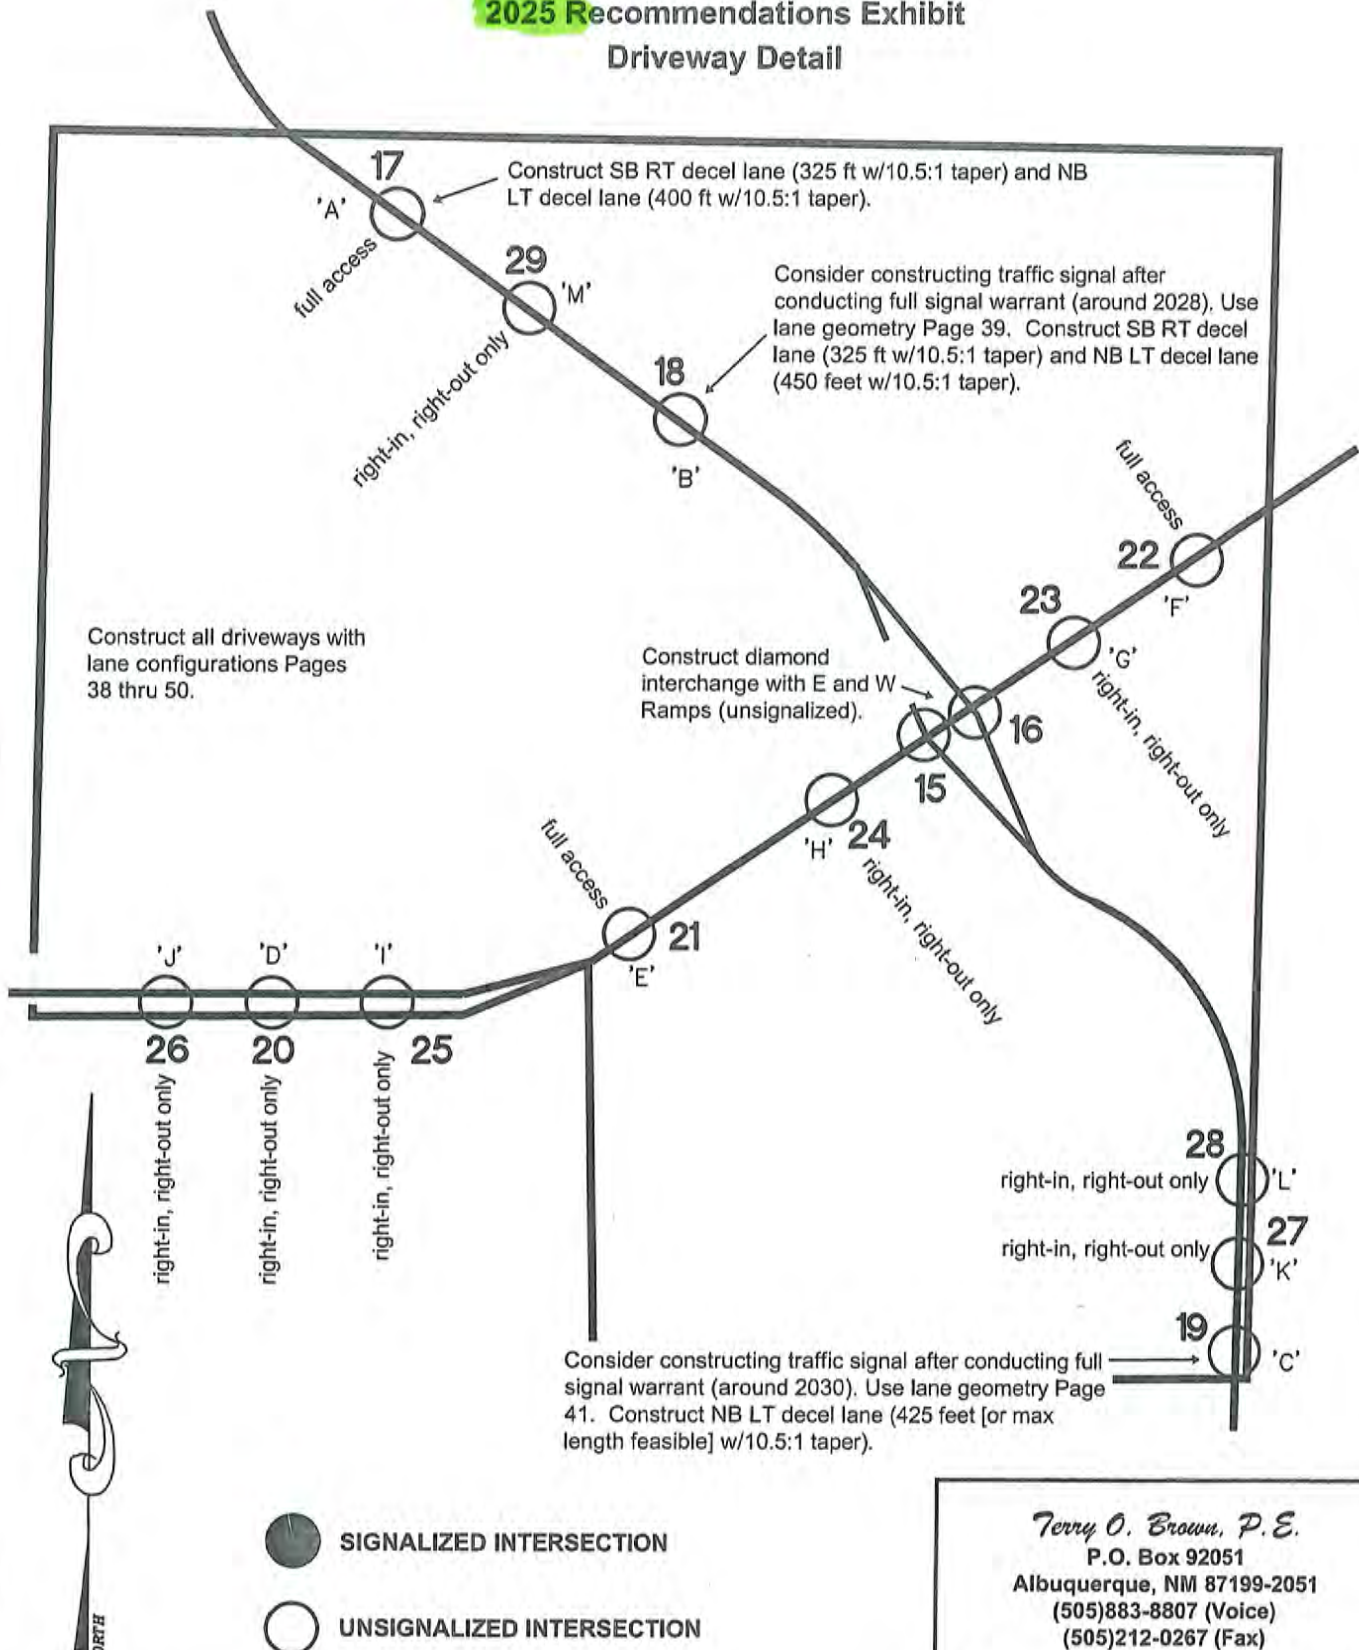 2025 Recommendations Exhibit
Driveway Detail
17
'A'
full access
Construct SB RT decel lane (325 ft w/10.5:1 taper) and NB
LT decel lane (400 ft w/10.5:1 taper).
29
'M'
right-in, right-out only
Consider constructing traffic signal after
conducting full signal warrant (around 2028). Use
lane geometry Page 39. Construct SB RT decel
lane (325 ft w/10.5:1 taper) and NB LT decel lane
(450 feet w/10.5:1 taper).
18
'B'
full access
22
'F'
23
'G'
right-in, right-out only
Construct all driveways with
lane configurations Pages
38 thru 50.
Construct diamond
interchange with E and W
Ramps (unsignalized).
16
15
'H'
24
right-in, right-out only
full access
21
'E'
'J'
'D'
'I'
26
20
25
right-in, right-out only
right-in, right-out only
right-in, right-out only
28
right-in, right-out only
'L'
27
right-in, right-out only
'K'
19
'C'
Consider constructing traffic signal after conducting full
signal warrant (around 2030). Use lane geometry Page
41. Construct NB LT decel lane (425 feet [or max
length feasible] w/10.5:1 taper).
SIGNALIZED INTERSECTION
UNSIGNALIZED INTERSECTION
Terry O. Brown, P.E.
P.O. Box 92051
Albuquerque, NM 87199-2051
(505)883-8807 (Voice)
(505)212-0267 (Fax)